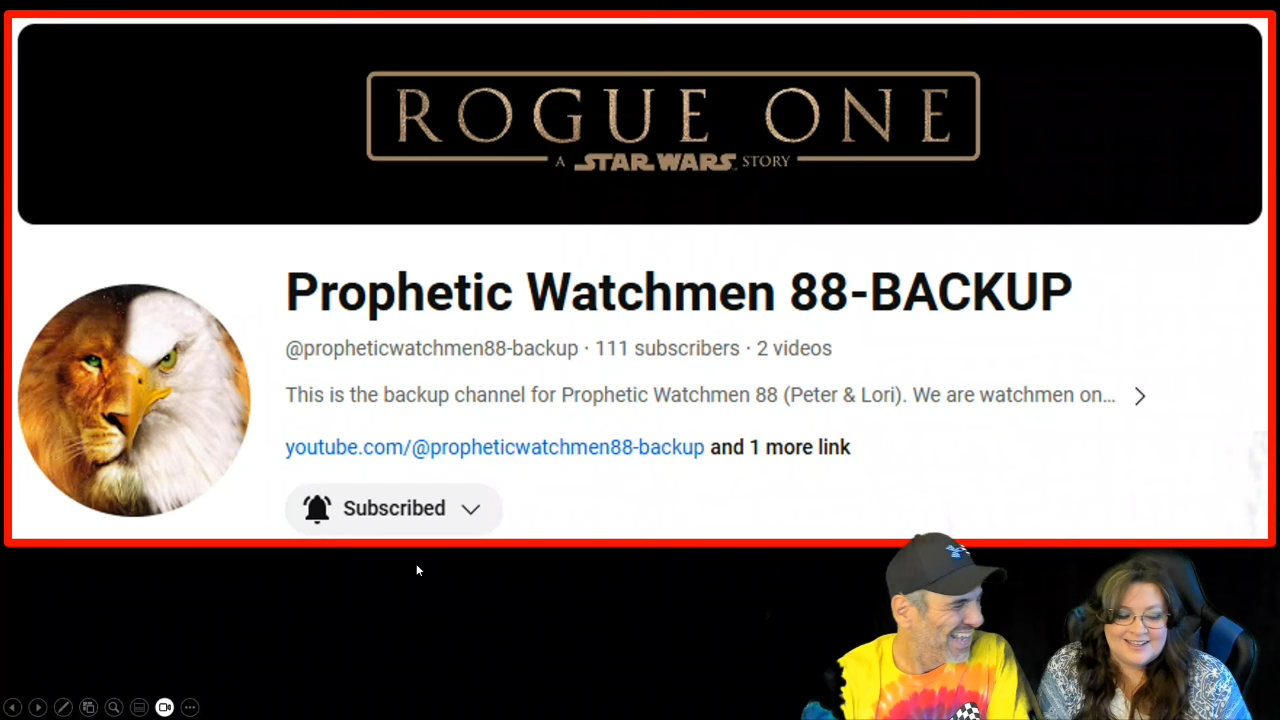 ROGUE ONE
A STAR WARS STORY
Prophetic Watchmen 88-BACKUP
@propheticwatchmen88-backup · 111 subscribers · 2 videos
This is the backup channel for Prophetic Watchmen 88 (Peter & Lori). We are watchmen on...
youtube.com/@propheticwatchmen88-backup and 1 more link
Subscribed